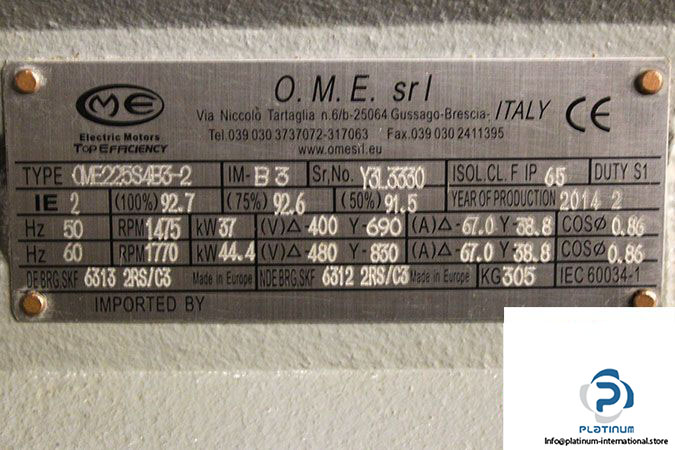 O.M.E. srl
OME
Electric Motors
TOP EFFICIENCY
Via Niccolò Tartaglia n.6/b-25064 Gussago-Brescia- ITALY CE
Tel.039 030 3737072-317063 Fax.039 030 2411395
www.omesrl.eu
TYPE OME225S4B3-2 IM-B3 Sr.No. Y3L3330 ISOL.CL. F IP 65 DUTY S1
IE 2 (100%) 92.7 (75%) 92.6 (50%) 91.5 YEAR OF PRODUCTION 2014 2
Hz 50 RPM 1475 kW 37 (V)Δ-400 Y-690 (A)Δ-67.0 Y-38.8 COSø 0.86
Hz 60 RPM 1770 kW 44.4 (V)Δ-480 Y-830 (A)Δ-67.0 Y-38.8 COSø 0.86
DE BRG.SKF 6313 2RS/C3 Made in Europe NDE BRG.SKF 6312 2RS/C3 Made in Europe KG 305 IEC 60034-1
IMPORTED BY
PLATINUM
info@platinum-international.store